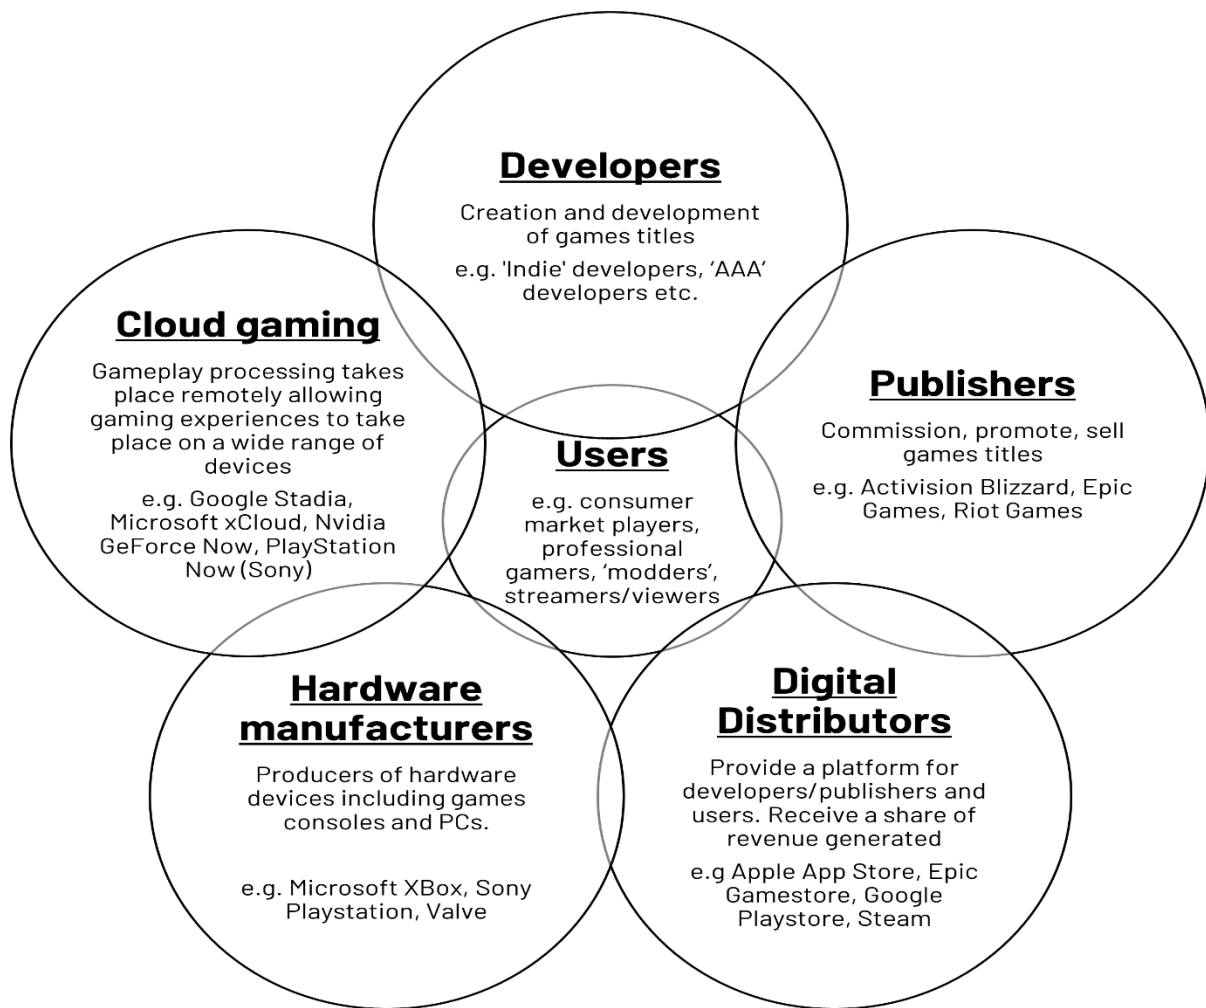 Developers
Creation and development
of games titles
e.g. 'Indie' developers, ‘AAA’
developers etc.
Cloud gaming
Gameplay processing takes
place remotely allowing
gaming experiences to take
place on a wide range of
devices
e.g. Google Stadia,
Microsoft xCloud, Nvidia
GeForce Now, PlayStation
Now (Sony)
Publishers
Commission, promote, sell
games titles
e.g. Activision Blizzard, Epic
Games, Riot Games
Users
e.g. consumer
market players,
professional
gamers, ‘modders’,
streamers/viewers
Hardware
manufacturers
Producers of hardware
devices including games
consoles and PCs.
e.g. Microsoft XBox, Sony
Playstation, Valve
Digital
Distributors
Provide a platform for
developers/publishers and
users. Receive a share of
revenue generated
e.g Apple App Store, Epic
Gamestore, Google
Playstore, Steam